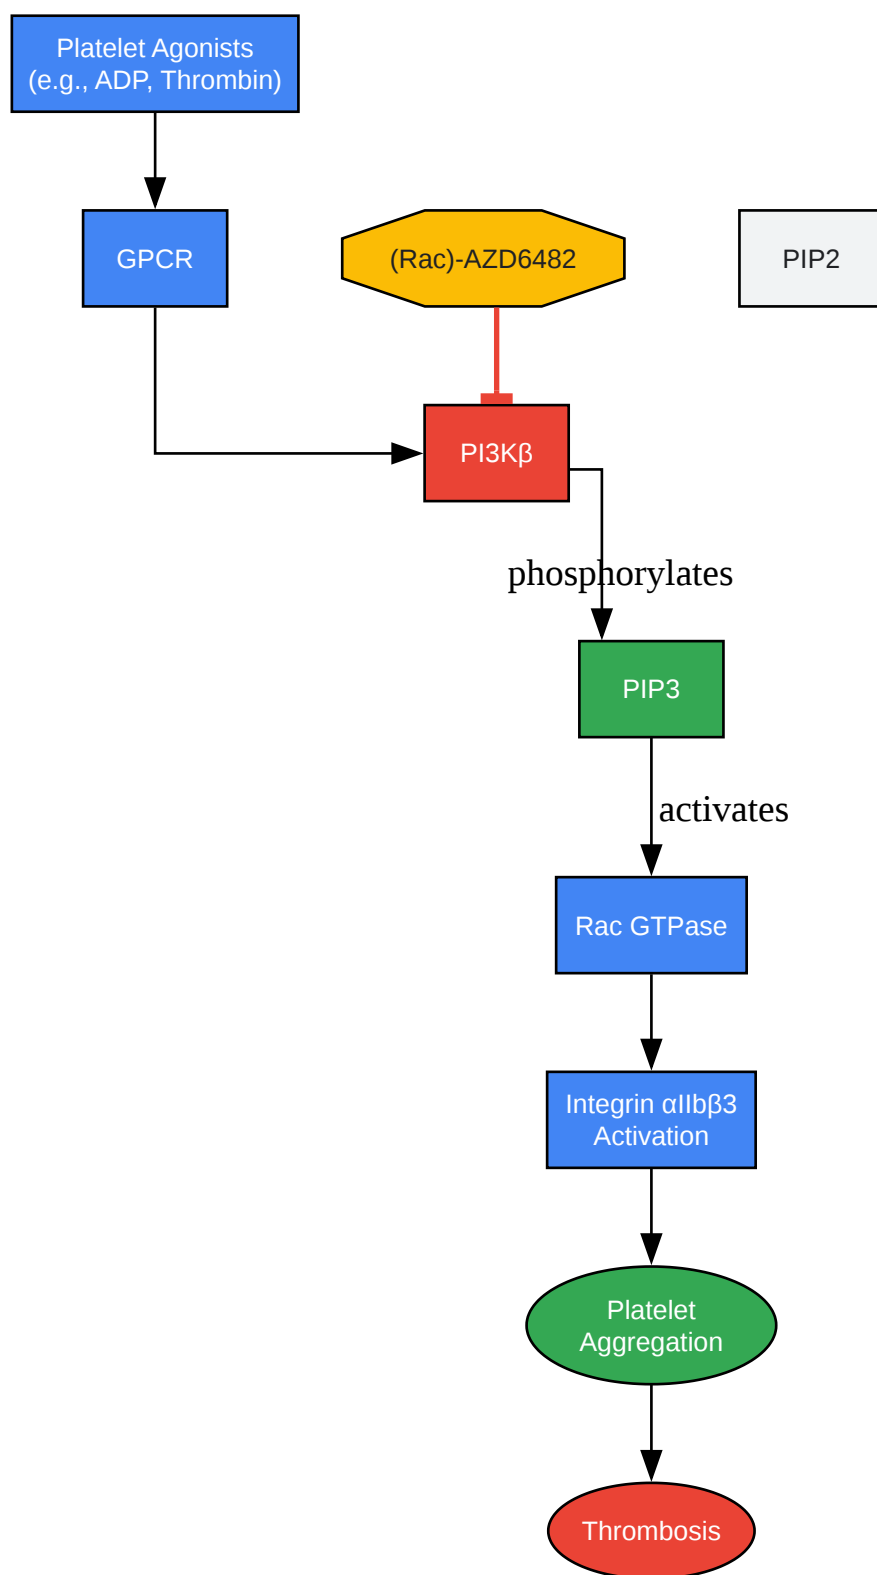 Platelet Agonists
(e.g., ADP, Thrombin)
GPCR
(Rac)-AZD6482
PIP2
PI3Kβ
phosphorylates
PIP3
activates
Rac GTPase
Integrin αIIbβ3
Activation
Platelet
Aggregation
Thrombosis